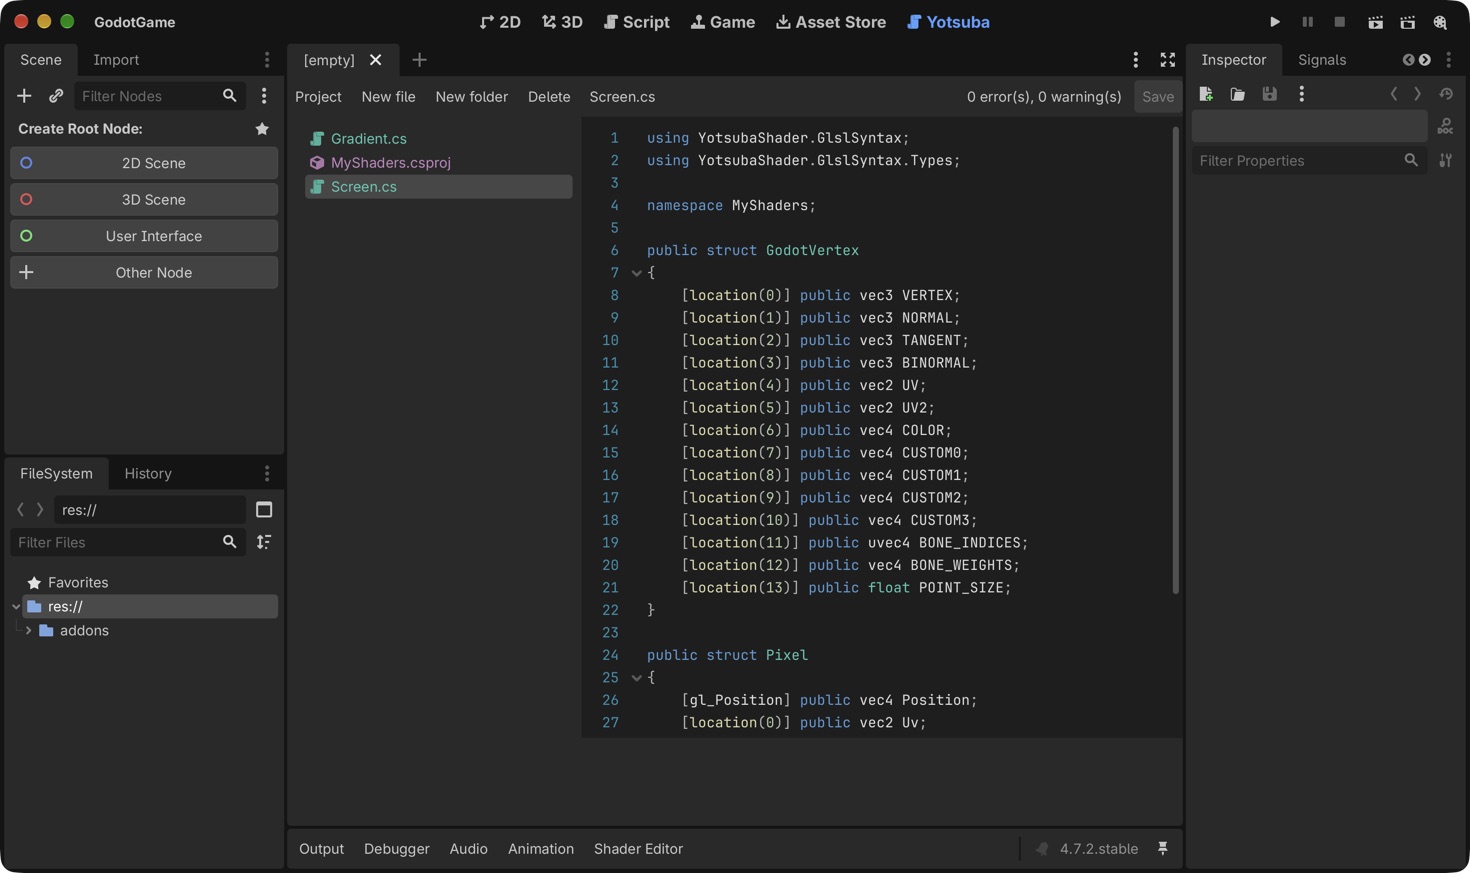 GodotGame
2D
3D
Script
Game
Asset Store
Yotsuba
Scene
Import
Filter Nodes
Create Root Node:
2D Scene
3D Scene
User Interface
Other Node
FileSystem
History
res://
Filter Files
Favorites
res://
addons
[empty]
Project
New file
New folder
Delete
Screen.cs
0 error(s), 0 warning(s)
Save
Gradient.cs
MyShaders.csproj
Screen.cs
1 using YotsubaShader.GlslSyntax;
2 using YotsubaShader.GlslSyntax.Types;
3
4 namespace MyShaders;
5
6 public struct GodotVertex
7 {
8 [location(0)] public vec3 VERTEX;
9 [location(1)] public vec3 NORMAL;
10 [location(2)] public vec3 TANGENT;
11 [location(3)] public vec3 BINORMAL;
12 [location(4)] public vec2 UV;
13 [location(5)] public vec2 UV2;
14 [location(6)] public vec4 COLOR;
15 [location(7)] public vec4 CUSTOM0;
16 [location(8)] public vec4 CUSTOM1;
17 [location(9)] public vec4 CUSTOM2;
18 [location(10)] public vec4 CUSTOM3;
19 [location(11)] public uvec4 BONE_INDICES;
20 [location(12)] public vec4 BONE_WEIGHTS;
21 [location(13)] public float POINT_SIZE;
22 }
23
24 public struct Pixel
25 {
26 [gl_Position] public vec4 Position;
27 [location(0)] public vec2 Uv;
Output
Debugger
Audio
Animation
Shader Editor
4.7.2.stable
Inspector
Signals
DOC
Filter Properties